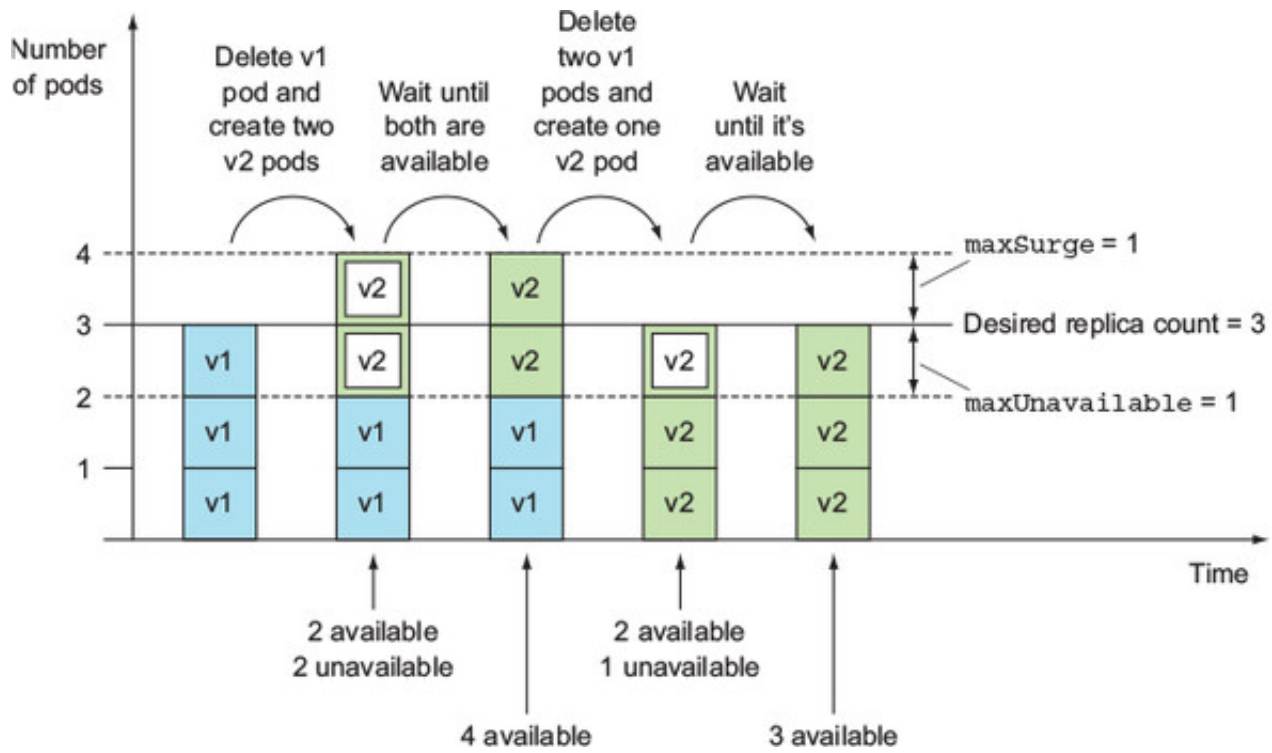 Number
of pods
Delete v1
pod and
create two
v2 pods
Wait until
both are
available
Delete
two v1
pods and
create one
v2 pod
Wait
until it's
available
4
3
2
1
maxSurge = 1
Desired replica count = 3
maxUnavailable = 1
v1
v1
v1
v2
v2
v1
v1
v2
v2
v1
v1
v2
v2
v2
v2
v2
v2
Time
2 available
2 unavailable
4 available
2 available
1 unavailable
3 available